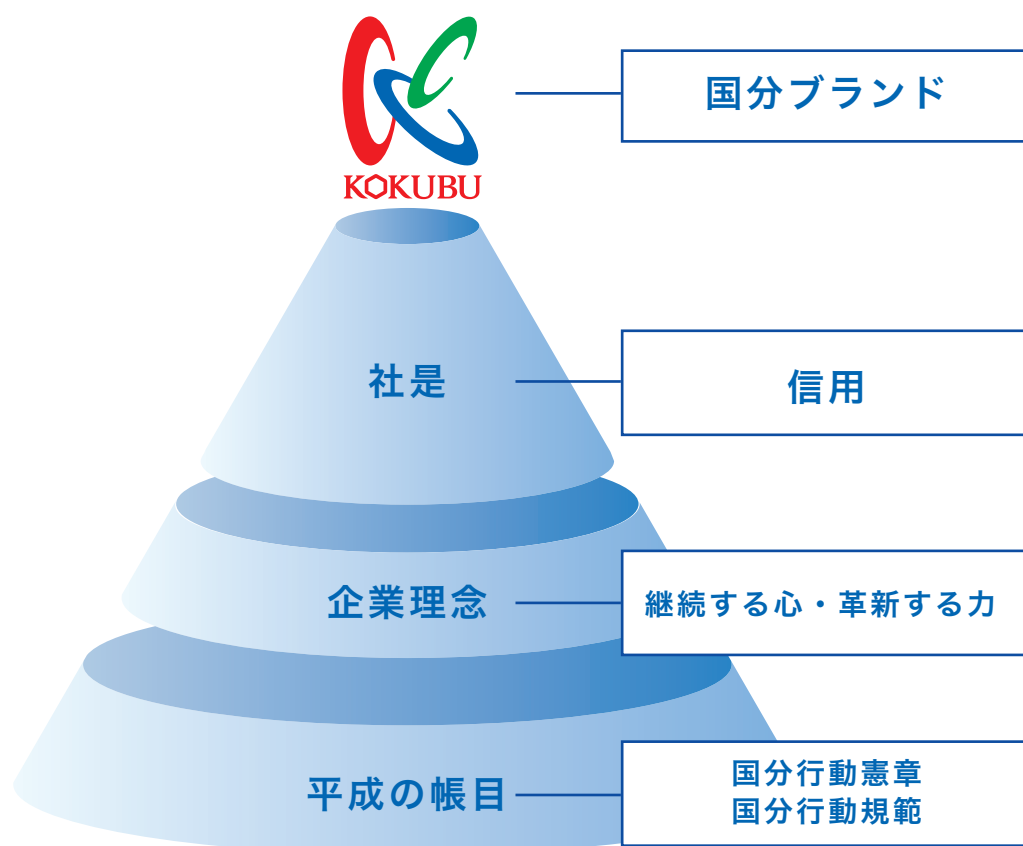 KOKUBU
国分ブランド
社是
信用
企業理念
継続する心・革新する力
平成の帳目
国分行動憲章
国分行動規範